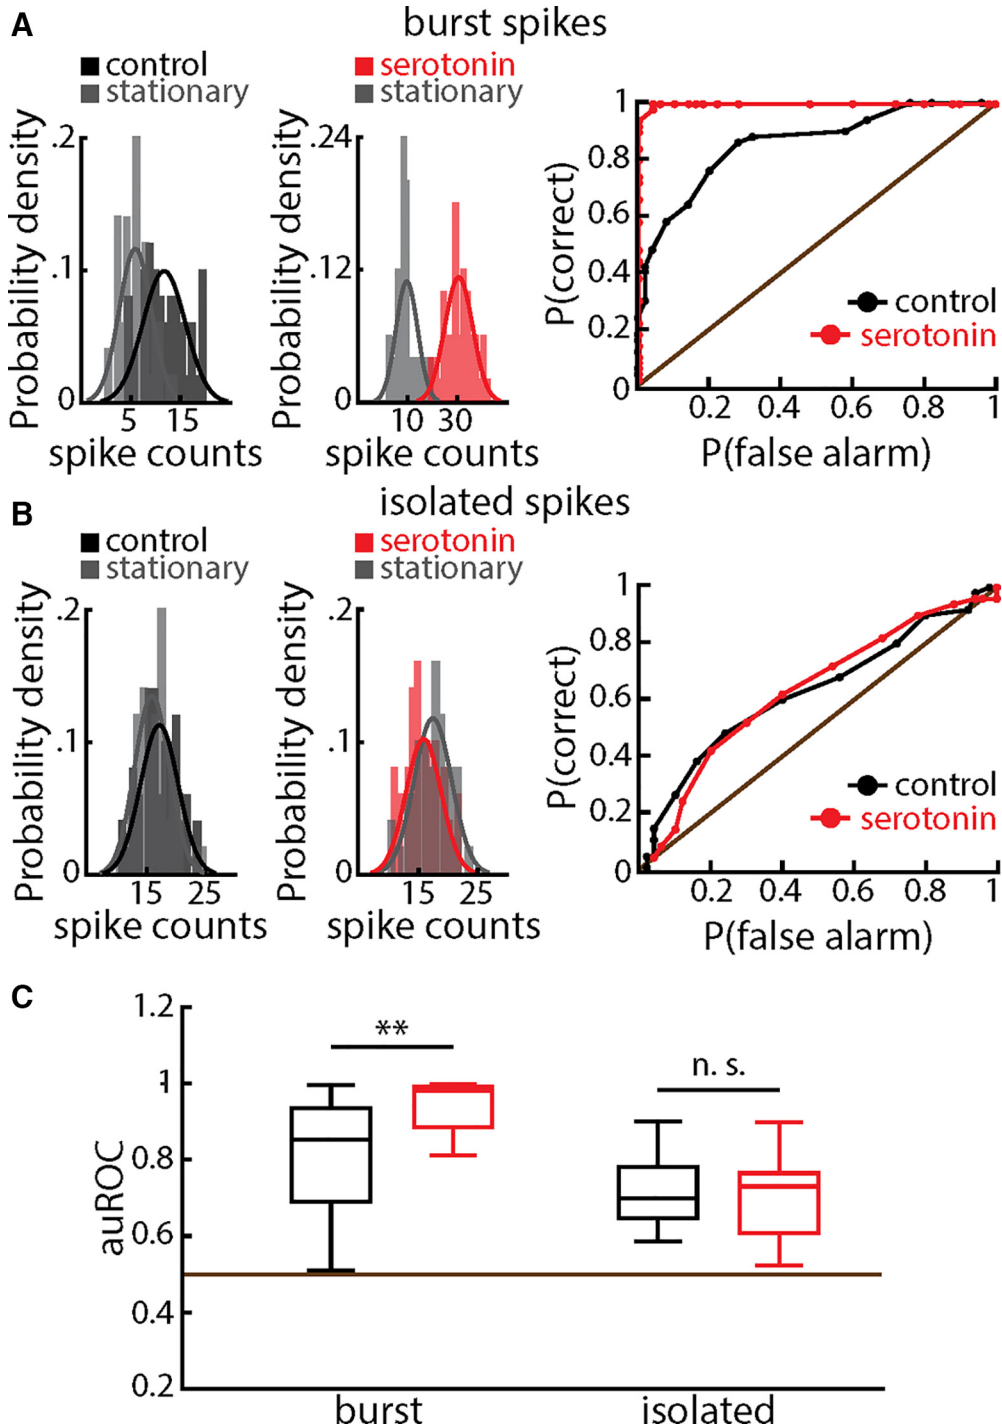 A
burst spikes
control
stationary
serotonin
stationary
Probability density
.2
.1
0
5 15
spike counts
Probability density
.24
.12
0
10 30
spike counts
P(correct)
1
0.8
0.6
0.4
0.2
0
control
serotonin
0.2 0.4 0.6 0.8 1
P(false alarm)
B
isolated spikes
control
stationary
serotonin
stationary
Probability density
.2
.1
0
15 25
spike counts
Probability density
.2
.1
0
15 25
spike counts
P(correct)
1
0.8
0.6
0.4
0.2
0
control
serotonin
0.2 0.4 0.6 0.8 1
P(false alarm)
C
auROC
1.2
1
0.8
0.6
0.4
0.2
**
n. s.
burst isolated